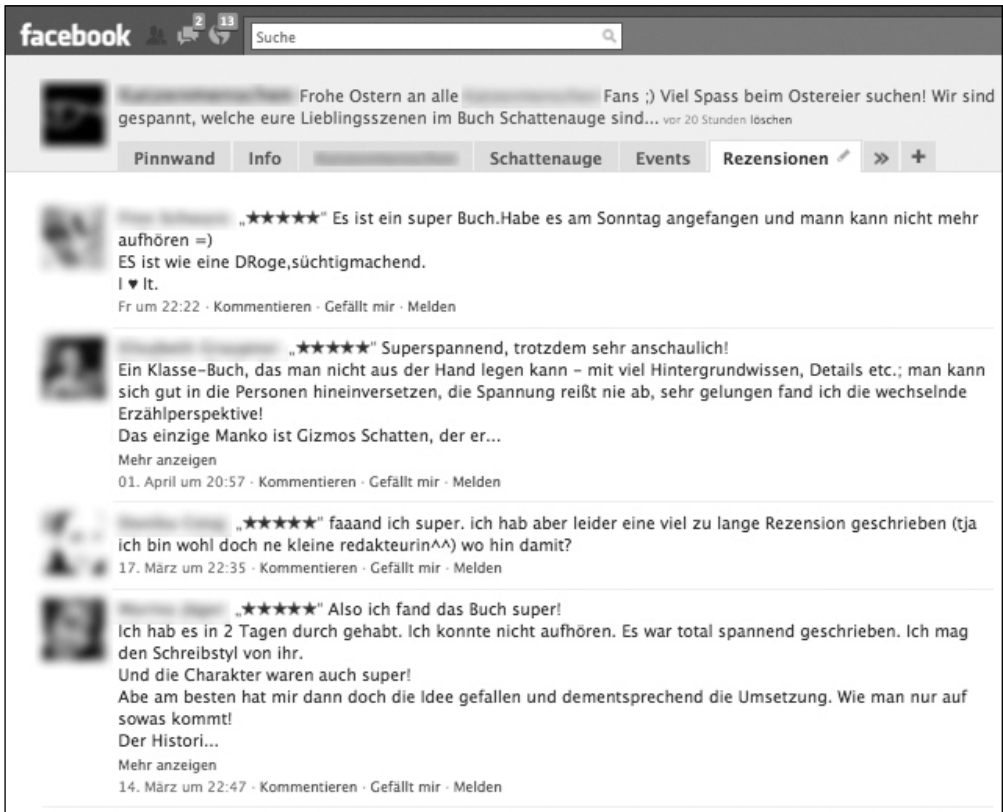 facebook 2 13 Suche
Frohe Ostern an alle Fans ;) Viel Spass beim Ostereier suchen! Wir sind
gespannt, welche eure Lieblingsszenen im Buch Schattenauge sind... vor 20 Stunden löschen
Pinnwand Info Schattenauge Events Rezensionen » +
„★★★★★“ Es ist ein super Buch.Habe es am Sonntag angefangen und mann kann nicht mehr
aufhören =)
ES ist wie eine DRoge,süchtigmachend.
I ♥ It.
Fr um 22:22 · Kommentieren · Gefällt mir · Melden
„★★★★★“ Superspannend, trotzdem sehr anschaulich!
Ein Klasse-Buch, das man nicht aus der Hand legen kann – mit viel Hintergrundwissen, Details etc.; man kann
sich gut in die Personen hineinversetzen, die Spannung reißt nie ab, sehr gelungen fand ich die wechselnde
Erzählperspektive!
Das einzige Manko ist Gizmos Schatten, der er...
Mehr anzeigen
01. April um 20:57 · Kommentieren · Gefällt mir · Melden
„★★★★★“ faaand ich super. ich hab aber leider eine viel zu lange Rezension geschrieben (tja
ich bin wohl doch ne kleine redakteurin^^) wo hin damit?
17. März um 22:35 · Kommentieren · Gefällt mir · Melden
„★★★★★“ Also ich fand das Buch super!
Ich hab es in 2 Tagen durch gehabt. Ich konnte nicht aufhören. Es war total spannend geschrieben. Ich mag
den Schreibstyl von ihr.
Und die Charakter waren auch super!
Abe am besten hat mir dann doch die Idee gefallen und dementsprechend die Umsetzung. Wie man nur auf
sowas kommt!
Der Histori...
Mehr anzeigen
14. März um 22:47 · Kommentieren · Gefällt mir · Melden